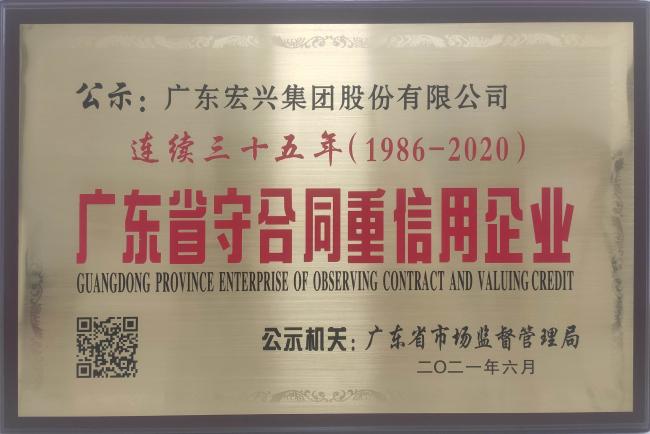 公示：广东宏兴集团股份有限公司
连续三十五年(1986-2020)
广东省守合同重信用企业
GUANGDONG PROVINCE ENTERPRISE OF OBSERVING CONTRACT AND VALUING CREDIT
公示机关：广东省市场监督管理局
二〇二一年六月